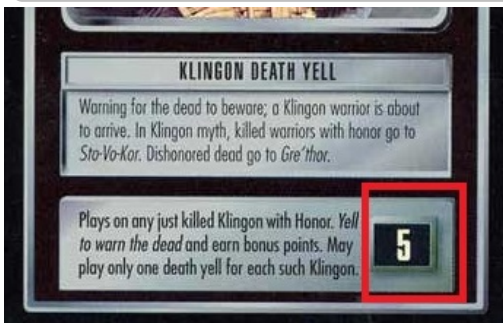 KLINGON DEATH YELL
Warning for the dead to beware; a Klingon warrior is about
to arrive. In Klingon myth, killed warriors with honor go to
Sto-Vo-Kor. Dishonored dead go to Gre'thor.
Plays on any just killed Klingon with Honor. Yell
to warn the dead and earn bonus points. May
play only one death yell for each such Klingon.
5